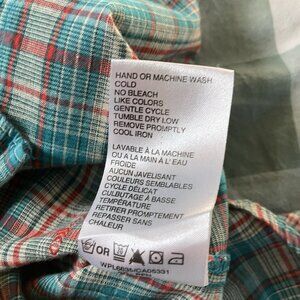 HAND OR MACHINE WASH
COLD
NO BLEACH
LIKE COLORS
GENTLE CYCLE
TUMBLE DRY LOW
REMOVE PROMPTLY
COOL IRON
LAVABLE À LA MACHINE
OU À LA MAIN À L' EAU
FROIDE
AUCUN JAVELISANT
COULEURS SEMBLABLES
CYCLE DÉLICAT
CULBUTAGE À BASSE
TEMPÉRATURE
RETIRER PROMPTEMENT
REPASSER SANS
CHALEUR
OR